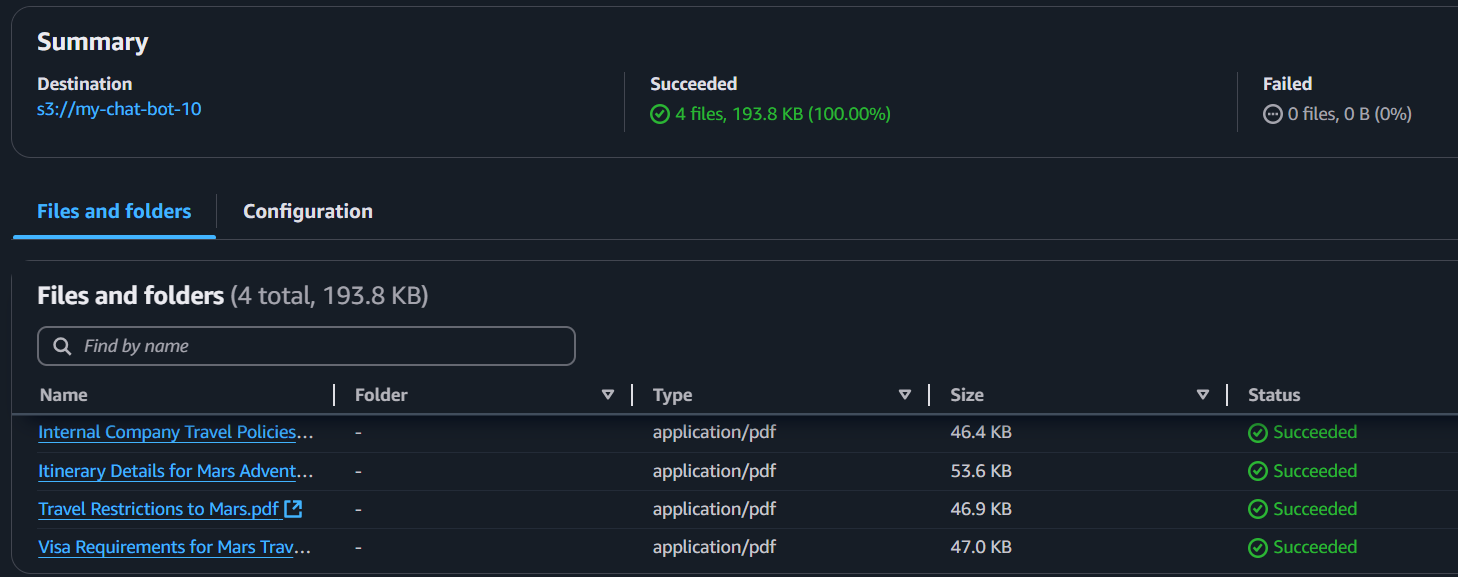 Summary
Destination
s3://my-chat-bot-10
Succeeded
4 files, 193.8 KB (100.00%)
Failed
0 files, 0 B (0%)
Files and folders
Configuration
Files and folders (4 total, 193.8 KB)
Find by name
Name Folder Type Size Status
Internal Company Travel Policies... - application/pdf 46.4 KB Succeeded
Itinerary Details for Mars Advent... - application/pdf 53.6 KB Succeeded
Travel Restrictions to Mars.pdf - application/pdf 46.9 KB Succeeded
Visa Requirements for Mars Trav... - application/pdf 47.0 KB Succeeded